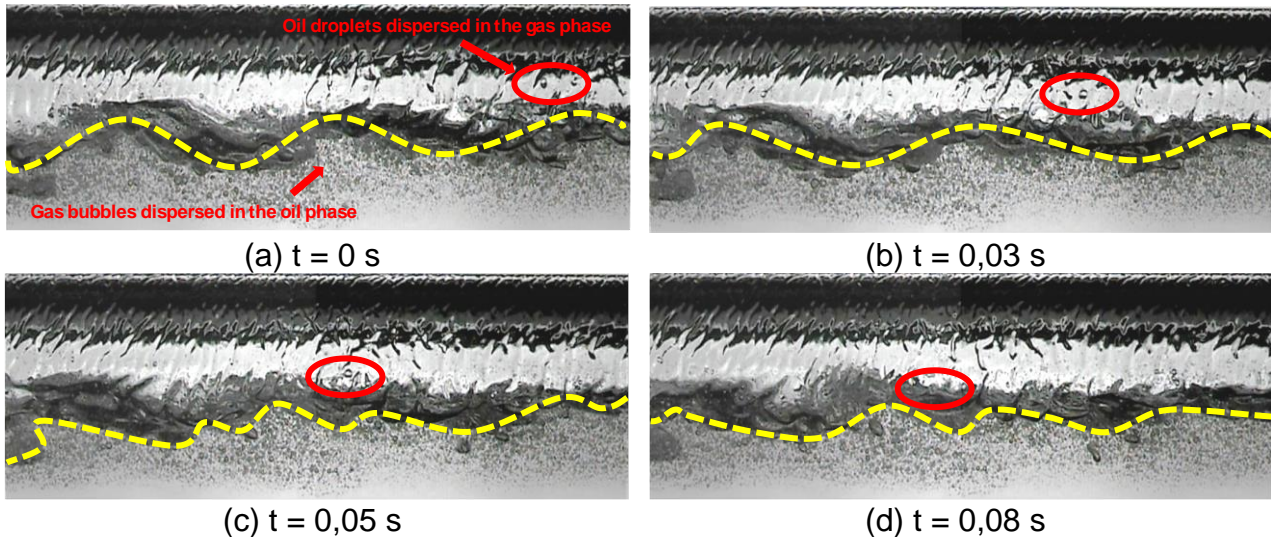 Oil droplets dispersed in the gas phase
Gas bubbles dispersed in the oil phase
(a) t = 0 s
(b) t = 0,03 s
(c) t = 0,05 s
(d) t = 0,08 s